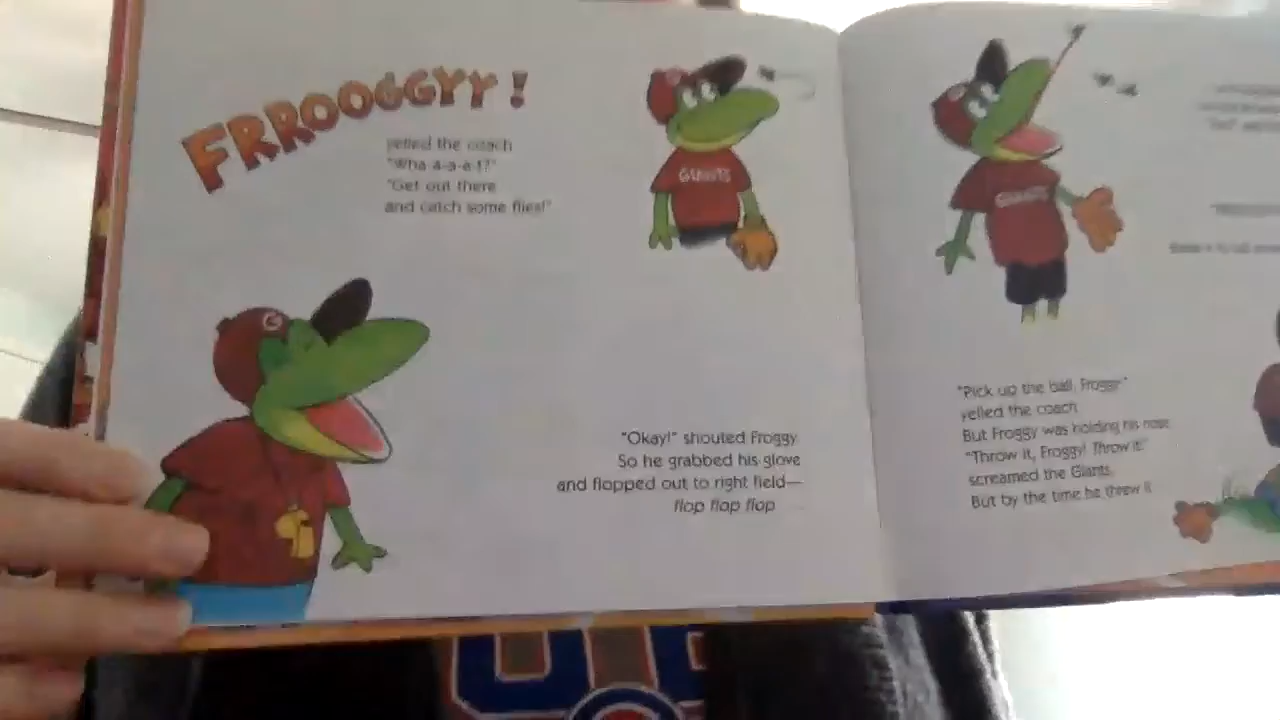 FRROOGGYY!
yelled the coach
"Wha-a-a-t?"
"Get out there
and catch some flies!"
GIANTS
G
"Okay!" shouted Froggy.
So he grabbed his glove
and flopped out to right field—
flop flop flop
GIANTS
"Pick up the ball, Froggy"
yelled the coach.
But Froggy was holding his nose.
"Throw it, Froggy! Throw it!"
screamed the Giants.
But by the time he threw it